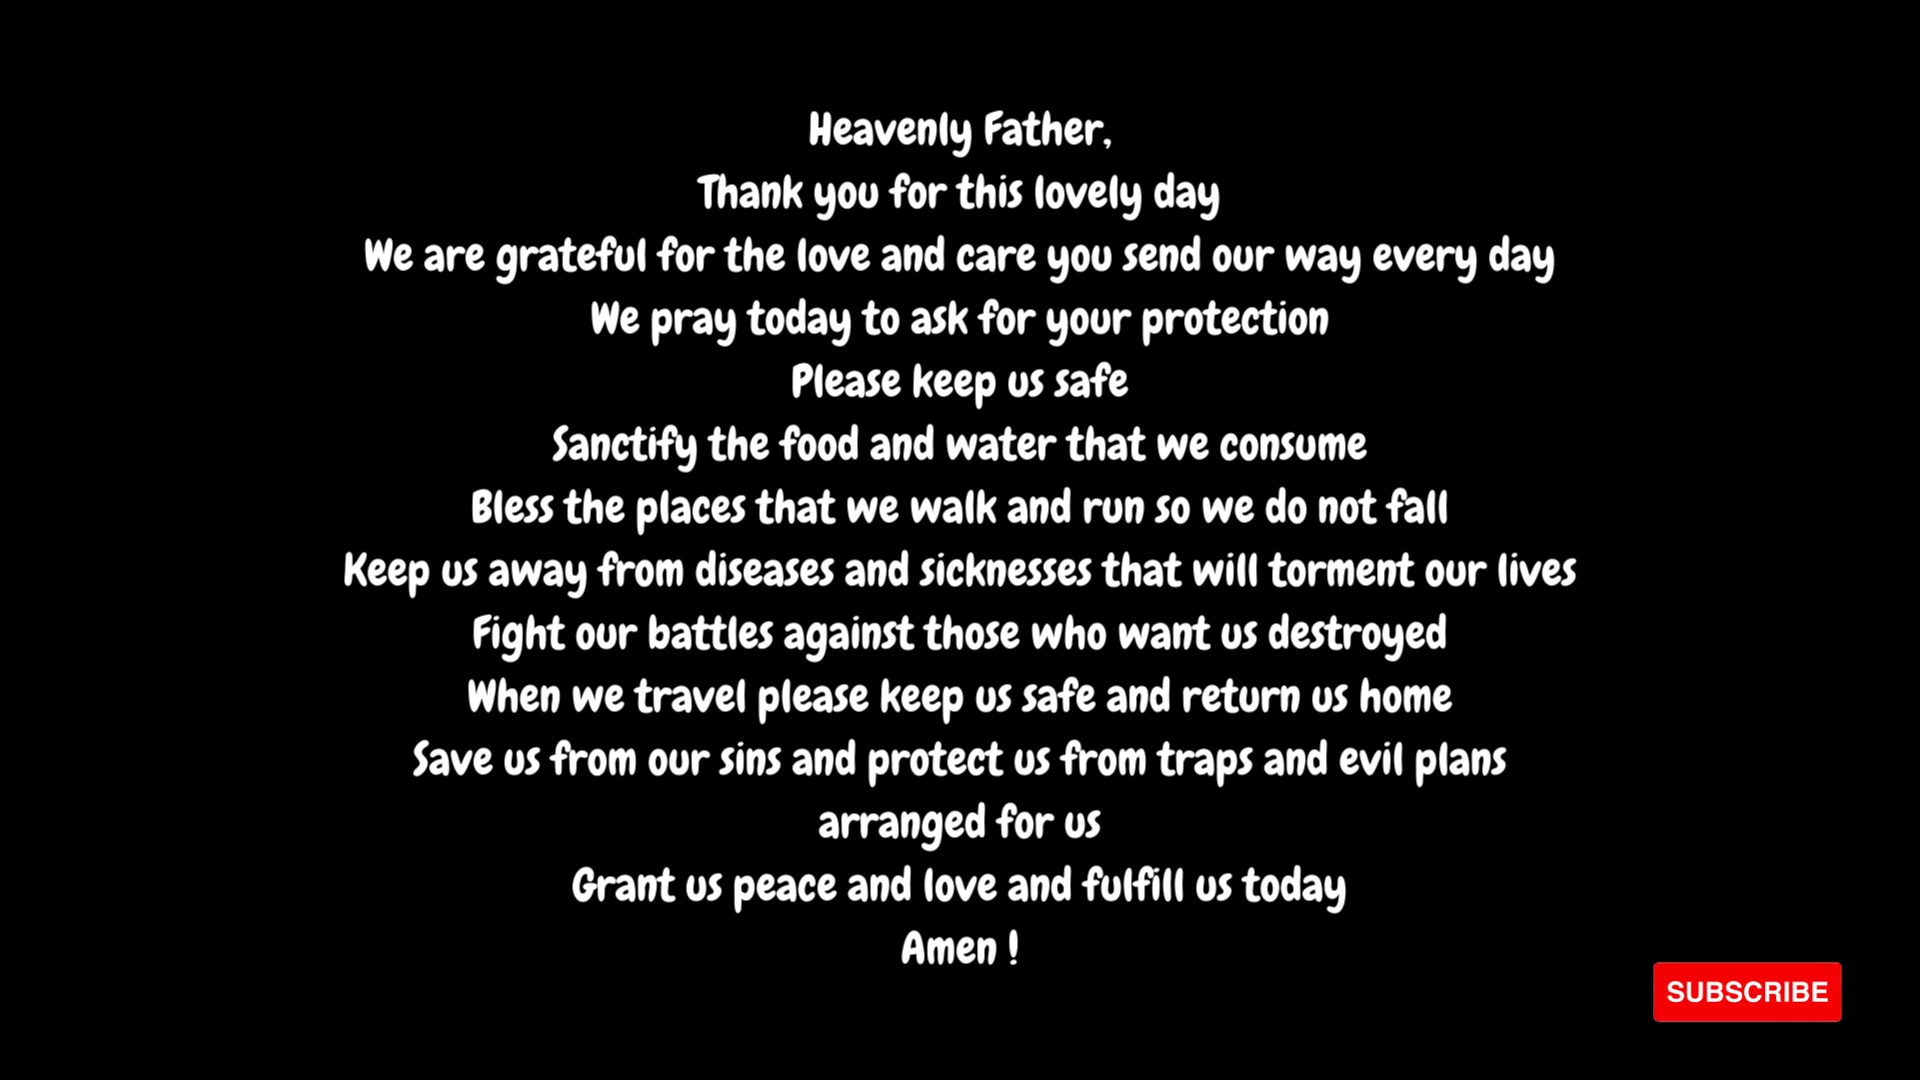 Heavenly Father,
Thank you for this lovely day
We are grateful for the love and care you send our way every day
We pray today to ask for your protection
Please keep us safe
Sanctify the food and water that we consume
Bless the places that we walk and run so we do not fall
Keep us away from diseases and sicknesses that will torment our lives
Fight our battles against those who want us destroyed
When we travel please keep us safe and return us home
Save us from our sins and protect us from traps and evil plans
arranged for us
Grant us peace and love and fulfill us today
Amen !
SUBSCRIBE